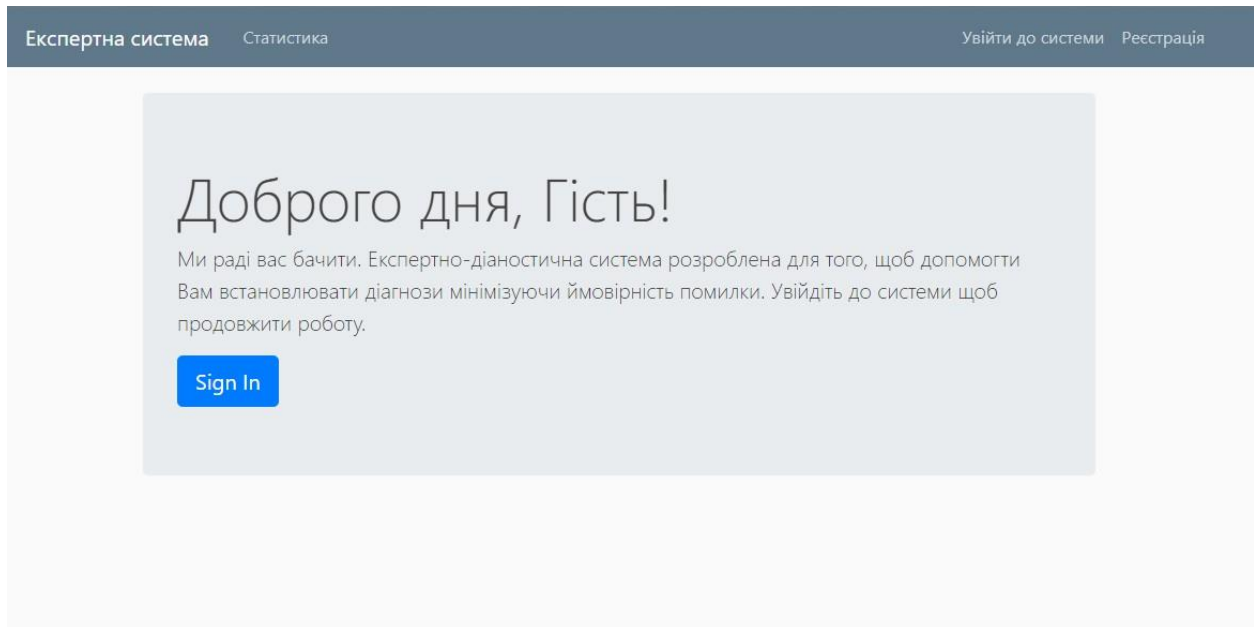 Експертна система Статистика Увійти до системи Реєстрація
Доброго дня, Гість!
Ми раді вас бачити. Експертно-діаностична система розроблена для того, щоб допомогти
Вам встановлювати діагнози мінімізуючи ймовірність помилки. Увійдіть до системи щоб
продовжити роботу.
Sign In